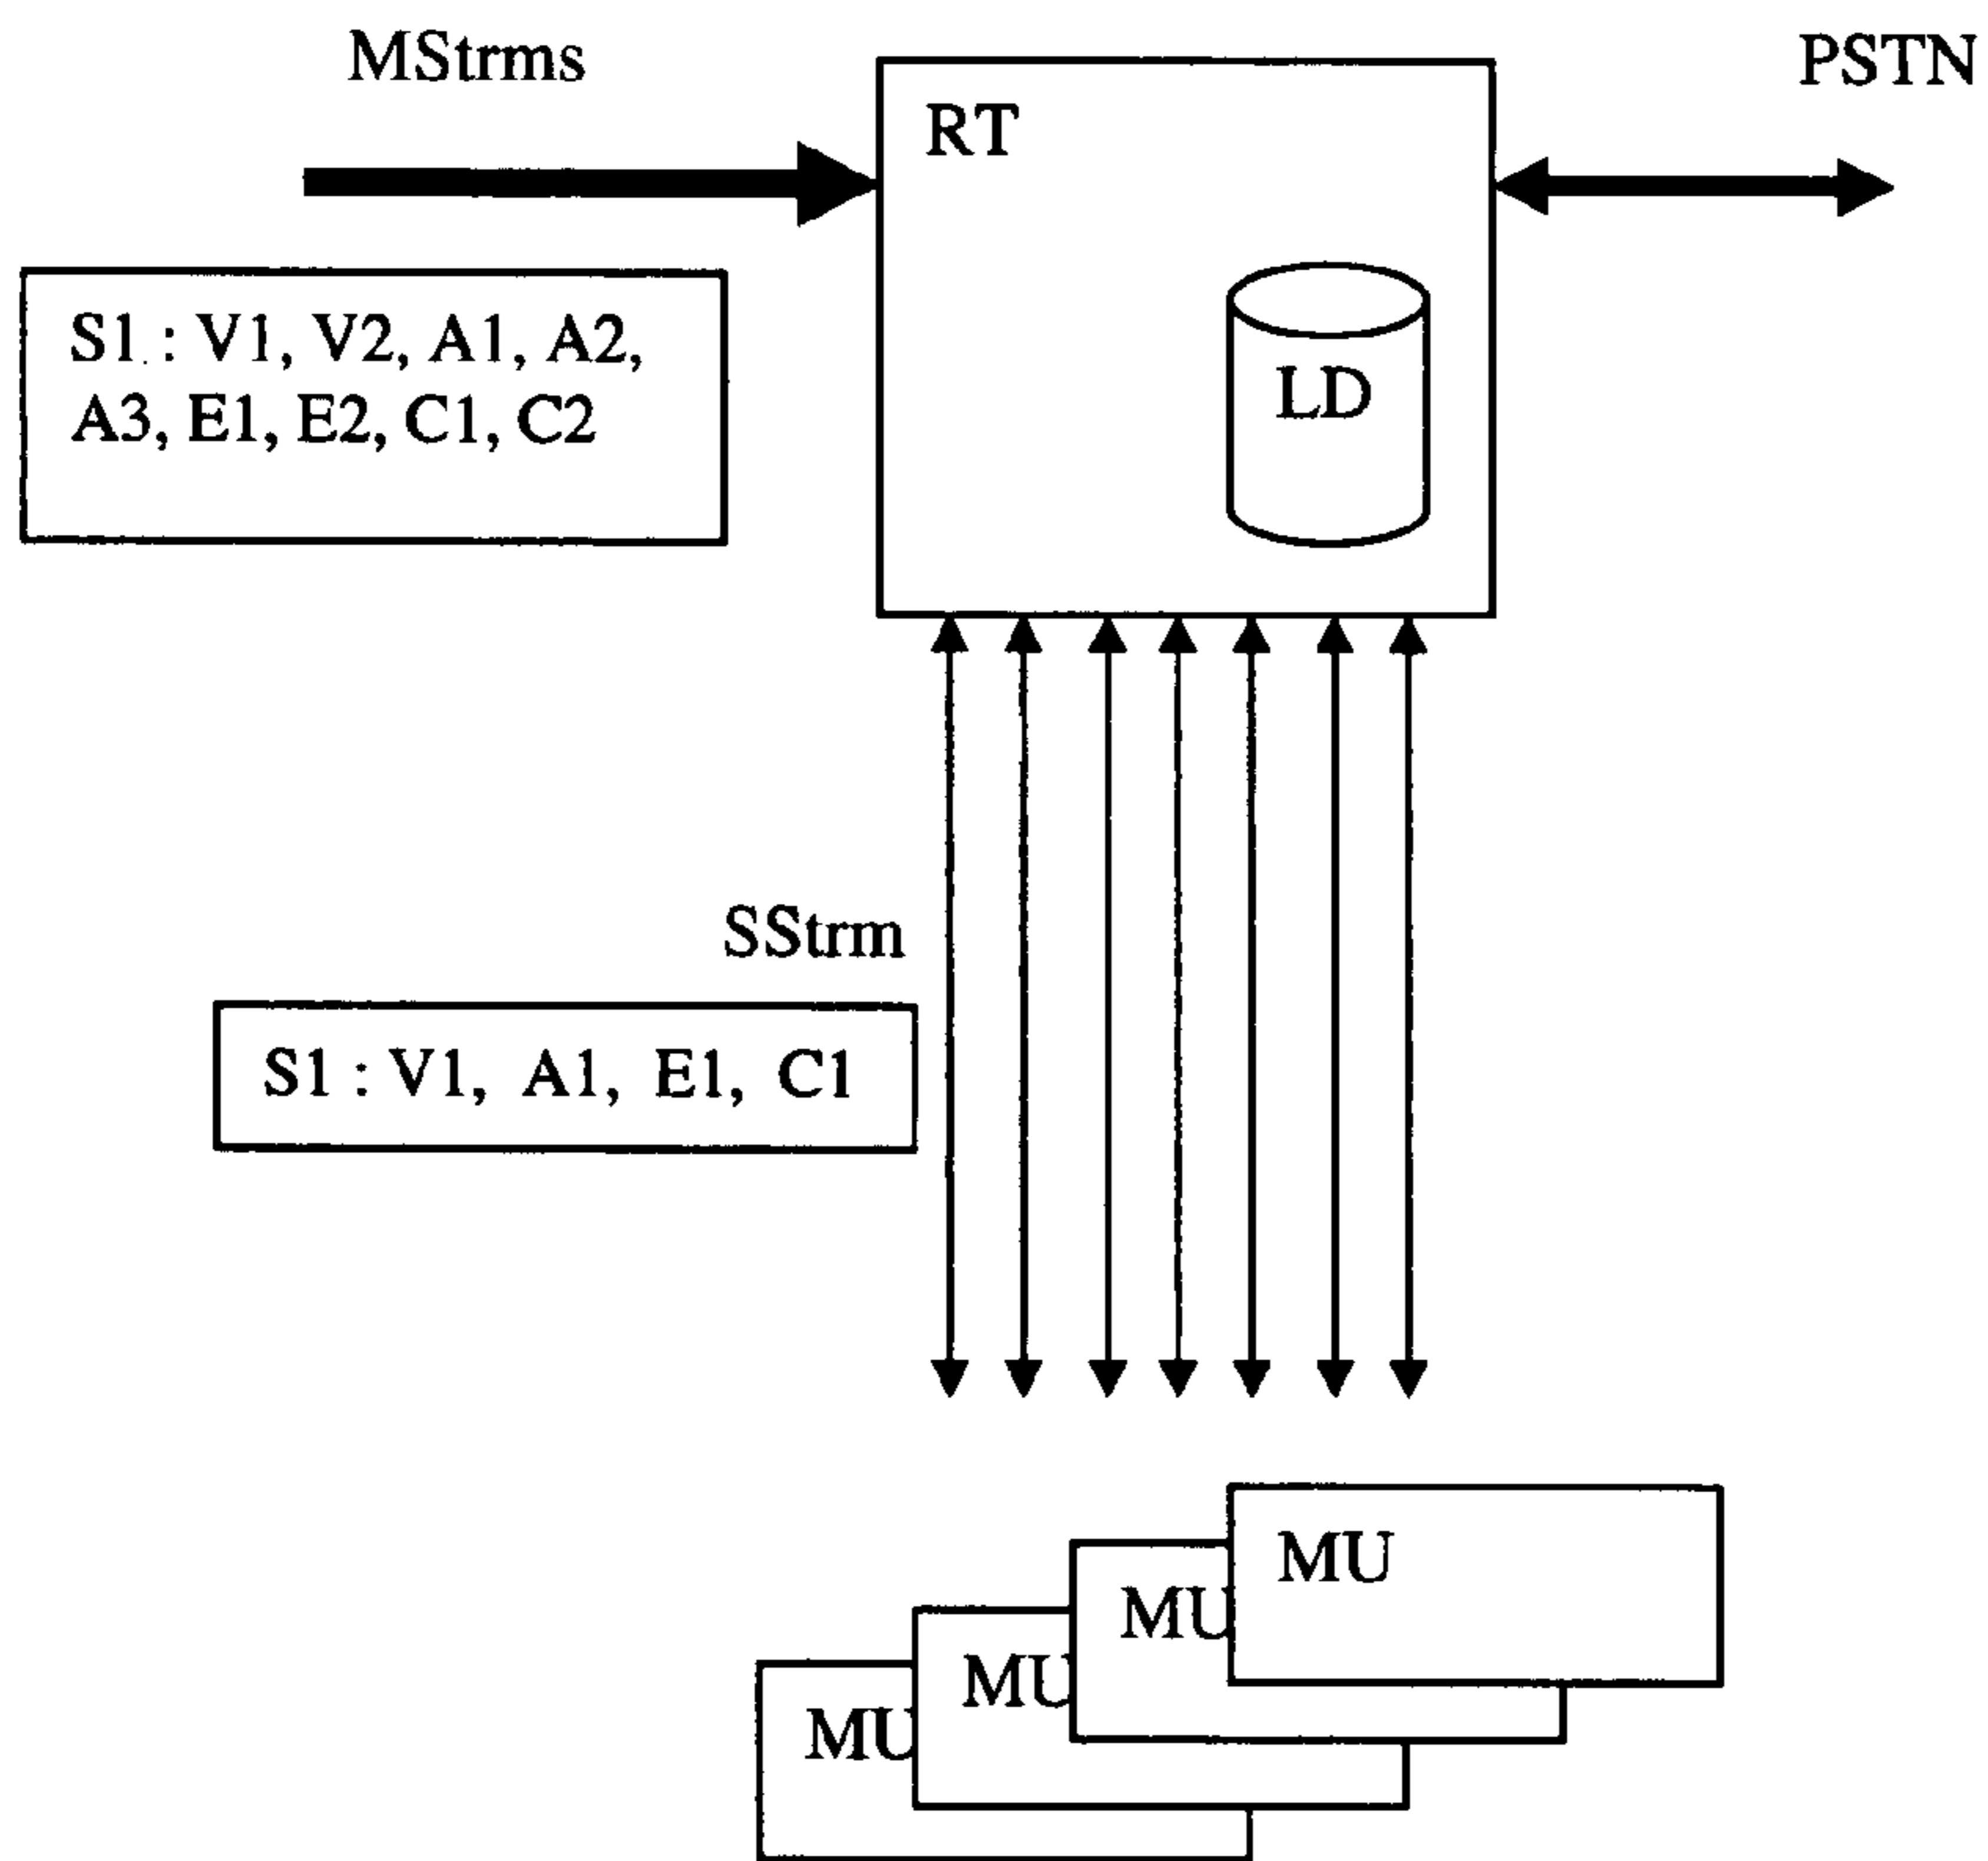 MStrms
PSTN
RT
S1 : V1, V2, A1, A2,
A3, E1, E2, C1, C2
LD
SStrm
S1 : V1, A1, E1, C1
MU
MU
MU
MU